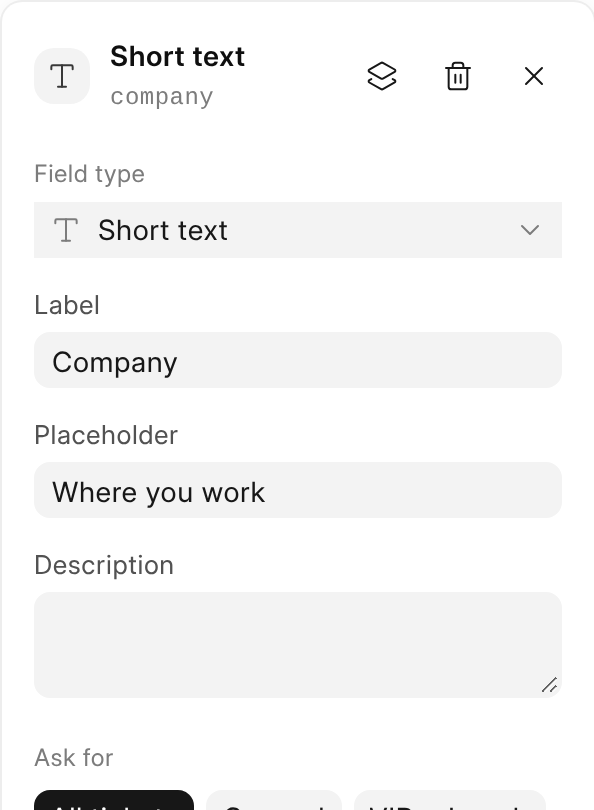 Short text
company
Field type
Short text
Label
Company
Placeholder
Where you work
Description
Ask for